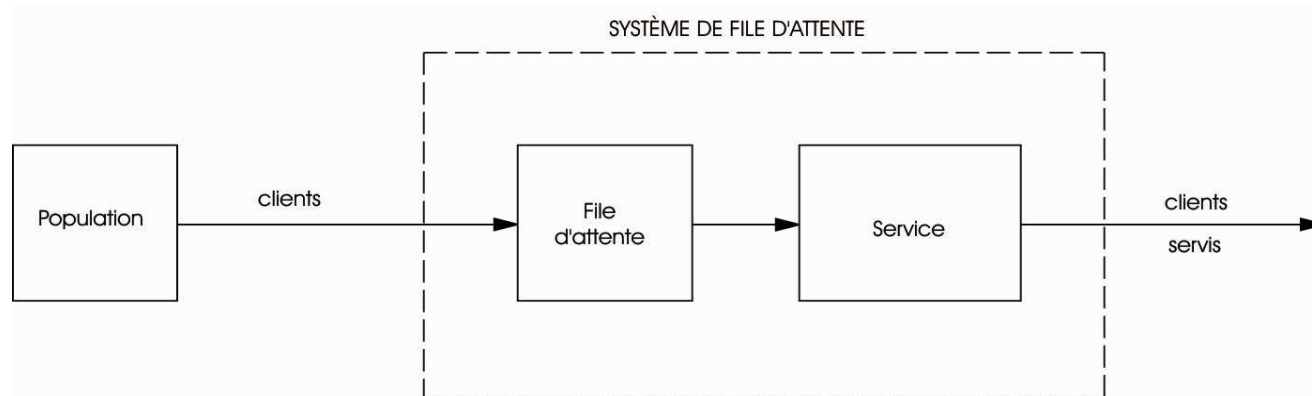 SYSTÈME DE FILE D'ATTENTE
Population
clients
File
d'attente
Service
clients
servis